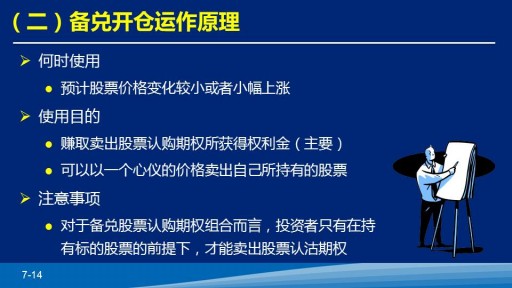 （二）备兑开仓运作原理
何时使用
预计股票价格变化较小或者小幅上涨
使用目的
赚取卖出股票认购期权所获得权利金（主要）
可以以一个心仪的价格卖出自己所持有的股票
注意事项
对于备兑股票认购期权组合而言，投资者只有在持
有标的股票的前提下，才能卖出股票认沽期权
7-14